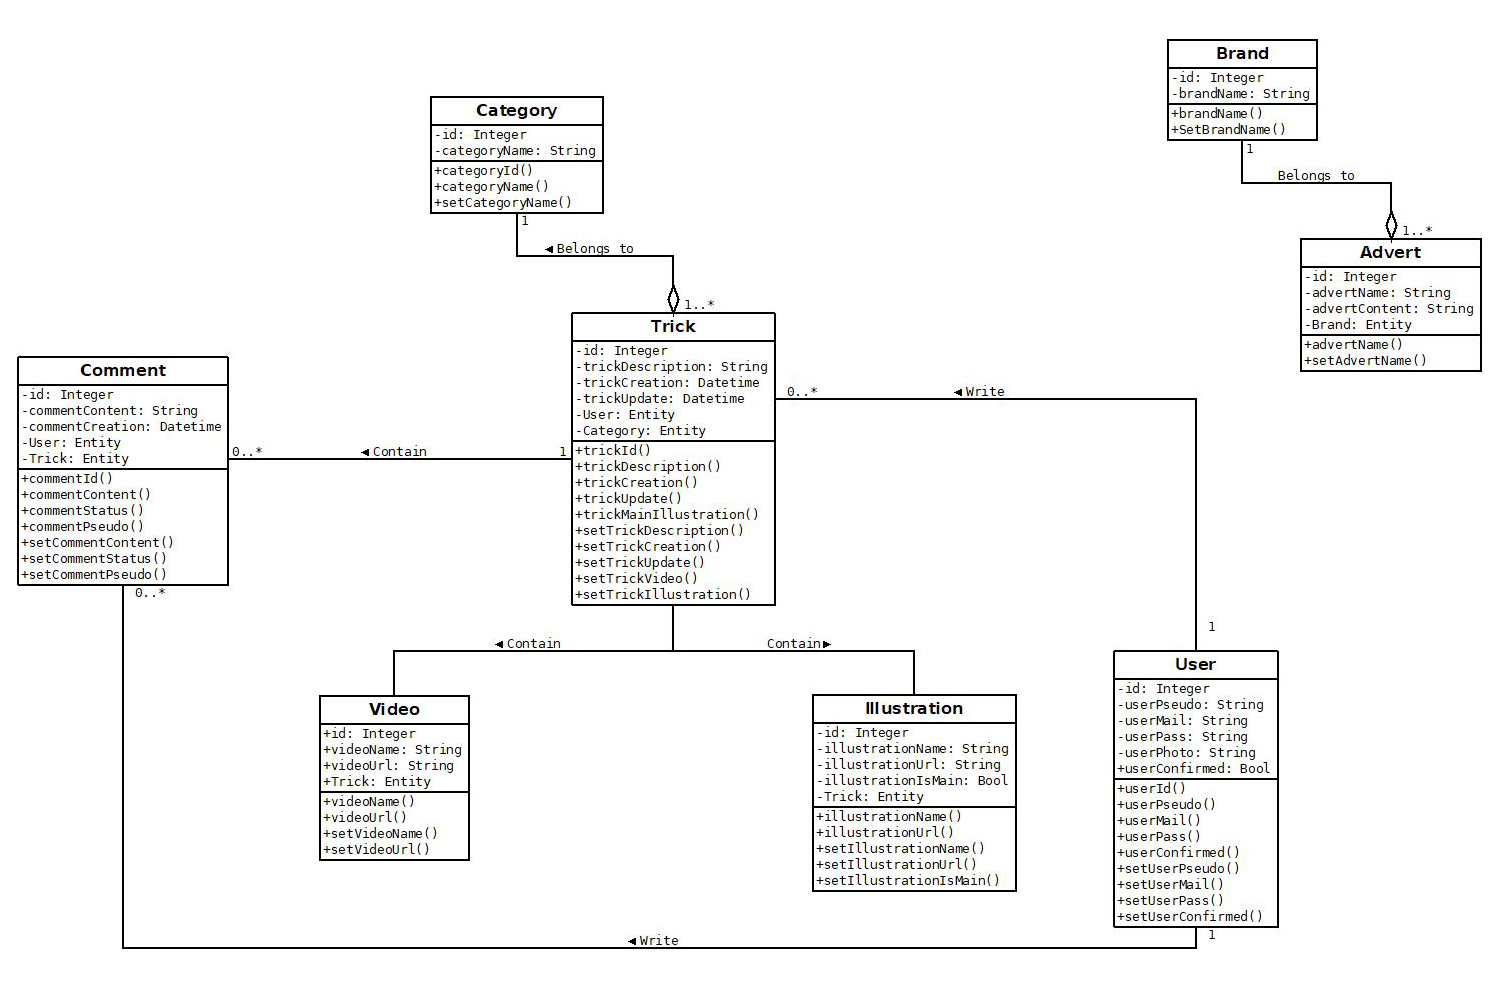 Brand
-id: Integer
-brandName: String
+brandName()
+SetBrandName()
1
Belongs to
1..*
Advert
-id: Integer
-advertName: String
-advertContent: String
-Brand: Entity
+advertName()
+setAdvertName()
Category
-id: Integer
-categoryName: String
+categoryId()
+categoryName()
+setCategoryName()
1
◄ Belongs to
1..*
Trick
-id: Integer
-trickDescription: String
-trickCreation: Datetime
-trickUpdate: Datetime
-User: Entity
-Category: Entity
+trickId()
+trickDescription()
+trickCreation()
+trickUpdate()
+trickMainIllustration()
+setTrickDescription()
+setTrickCreation()
+setTrickUpdate()
+setTrickVideo()
+setTrickIllustration()
0..*
◄ Write
1
Comment
-id: Integer
-commentContent: String
-commentCreation: Datetime
-User: Entity
-Trick: Entity
+commentId()
+commentContent()
+commentStatus()
+commentPseudo()
+setCommentContent()
+setCommentStatus()
+setCommentPseudo()
0..*
◄ Contain
1
0..*
◄ Contain
Contain►
Video
+id: Integer
+videoName: String
+videoUrl: String
+Trick: Entity
+videoName()
+videoUrl()
+setVideoName()
+setVideoUrl()
Illustration
-id: Integer
-illustrationName: String
-illustrationUrl: String
-illustrationIsMain: Bool
-Trick: Entity
+illustrationName()
+illustrationUrl()
+setIllustrationName()
+setIllustrationUrl()
+setIllustrationIsMain()
User
-id: Integer
-userPseudo: String
-userMail: String
-userPass: String
-userPhoto: String
+userConfirmed: Bool
+userId()
+userPseudo()
+userMail()
+userPass()
+userConfirmed()
+setUserPseudo()
+setUserMail()
+setUserPass()
+setUserConfirmed()
1
◄ Write